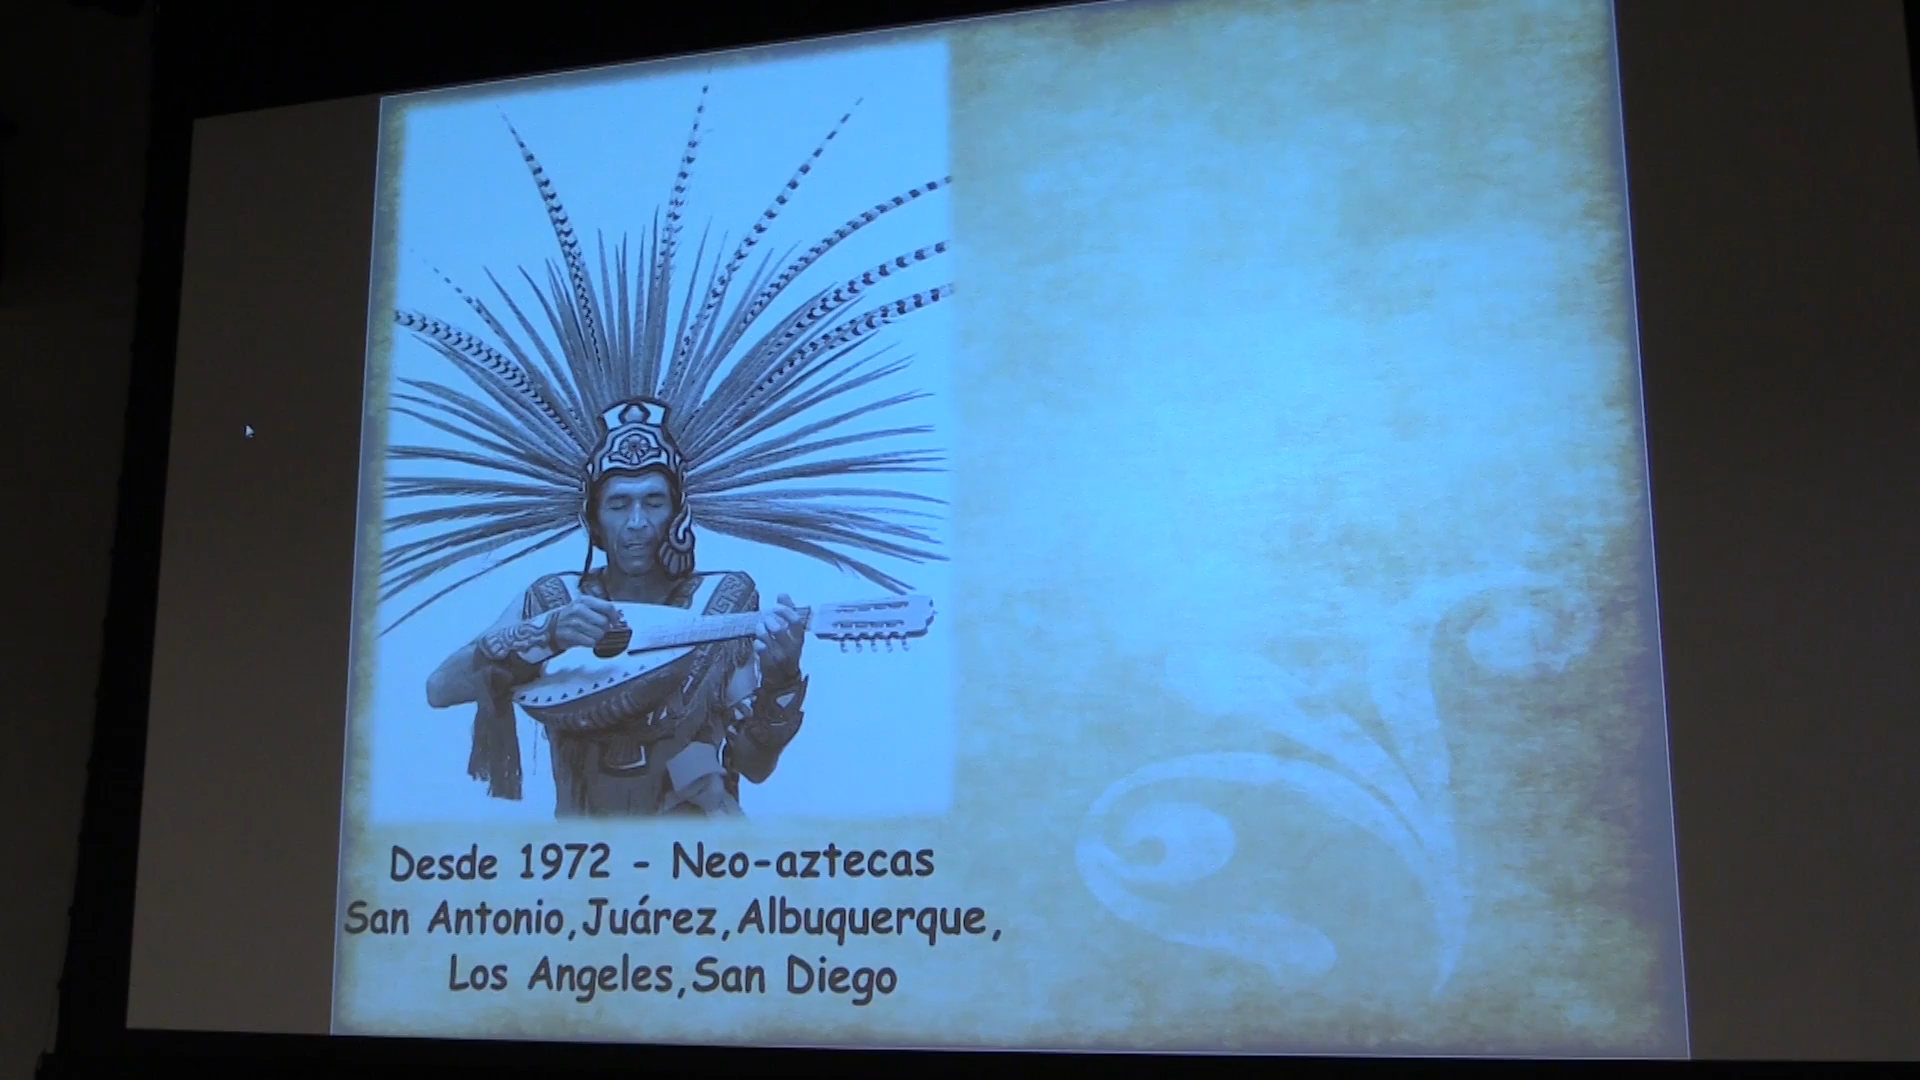 Desde 1972 - Neo-aztecas
San Antonio,Juárez,Albuquerque,
Los Angeles,San Diego